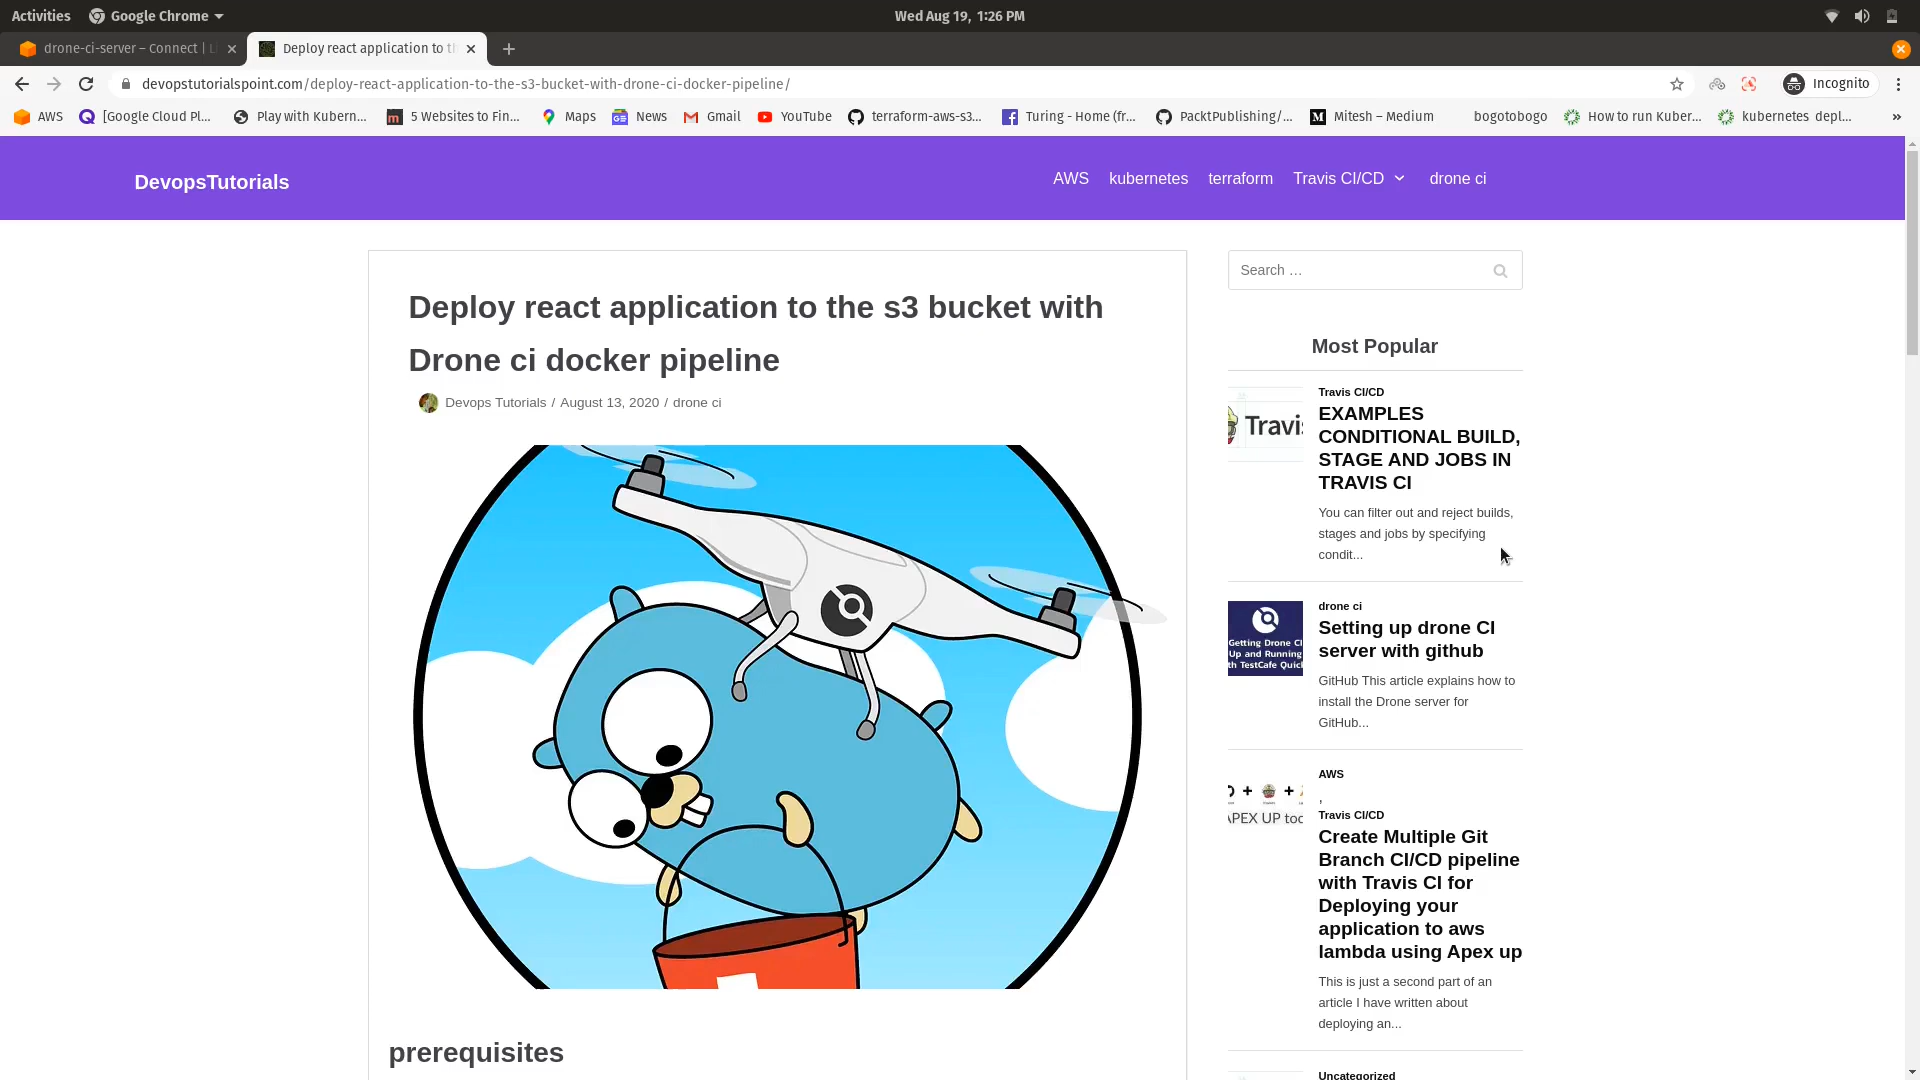 Activities
Google Chrome
Wed Aug 19, 1:26 PM
drone-ci-server – Connect |
Deploy react application to
devopstutorialspoint.com/deploy-react-application-to-the-s3-bucket-with-drone-ci-docker-pipeline/
Incognito
AWS
[Google Cloud Pl...
Play with Kubern...
5 Websites to Fin...
Maps
News
Gmail
YouTube
terraform-aws-s3...
Turing - Home (fr...
PacktPublishing/...
Mitesh – Medium
bogotobogo
How to run Kuber...
kubernetes depl...
»
DevopsTutorials
AWS
kubernetes
terraform
Travis CI/CD
drone ci
Deploy react application to the s3 bucket with
Drone ci docker pipeline
Devops Tutorials / August 13, 2020 / drone ci
prerequisites
Search …
Most Popular
Travis CI/CD
EXAMPLES
CONDITIONAL BUILD,
STAGE AND JOBS IN
TRAVIS CI
You can filter out and reject builds,
stages and jobs by specifying
condit...
drone ci
Getting Drone CI
Up and Running
TestCafe
Setting up drone CI
server with github
GitHub This article explains how to
install the Drone server for
GitHub...
AWS
,
Travis CI/CD
APEX UP
Create Multiple Git
Branch CI/CD pipeline
with Travis CI for
Deploying your
application to aws
lambda using Apex up
This is just a second part of an
article I have written about
deploying an...
Uncategorized